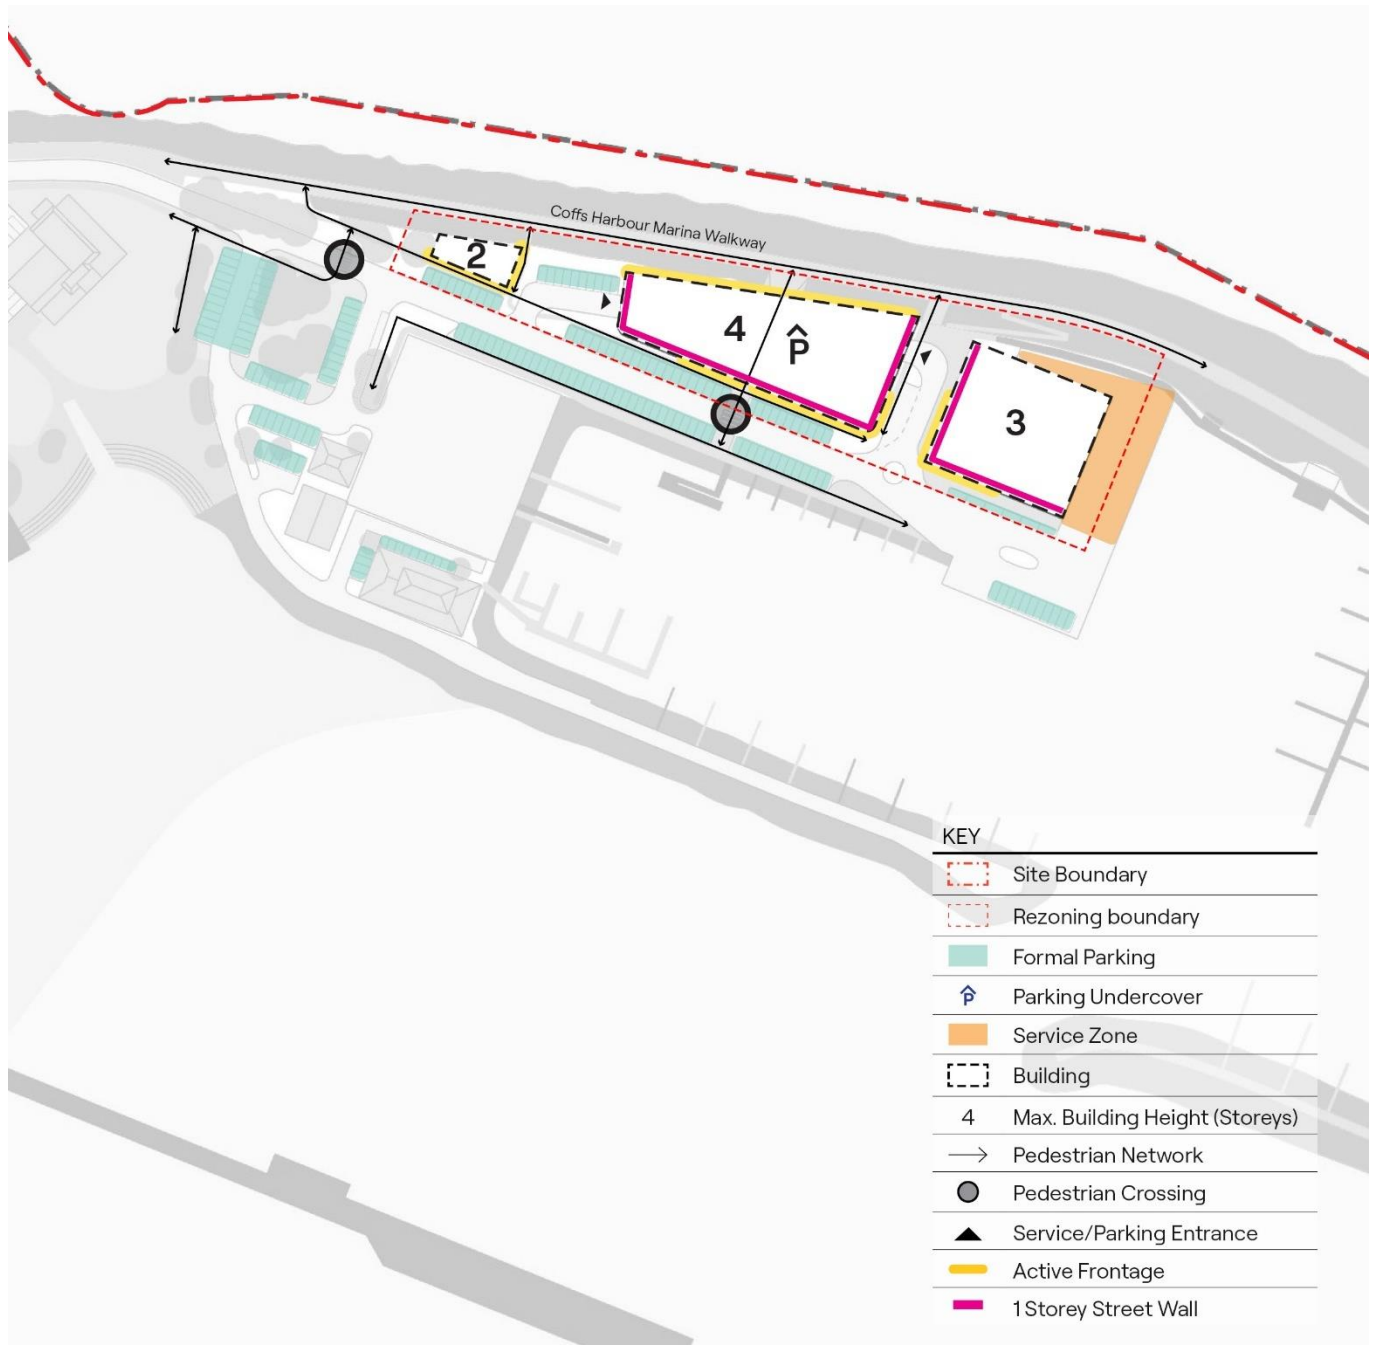 Coffs Harbour Marina Walkway
2
4
P
3
KEY
Site Boundary
Rezoning boundary
Formal Parking
P Parking Undercover
Service Zone
Building
4 Max. Building Height (Storeys)
Pedestrian Network
Pedestrian Crossing
Service/Parking Entrance
Active Frontage
1 Storey Street Wall